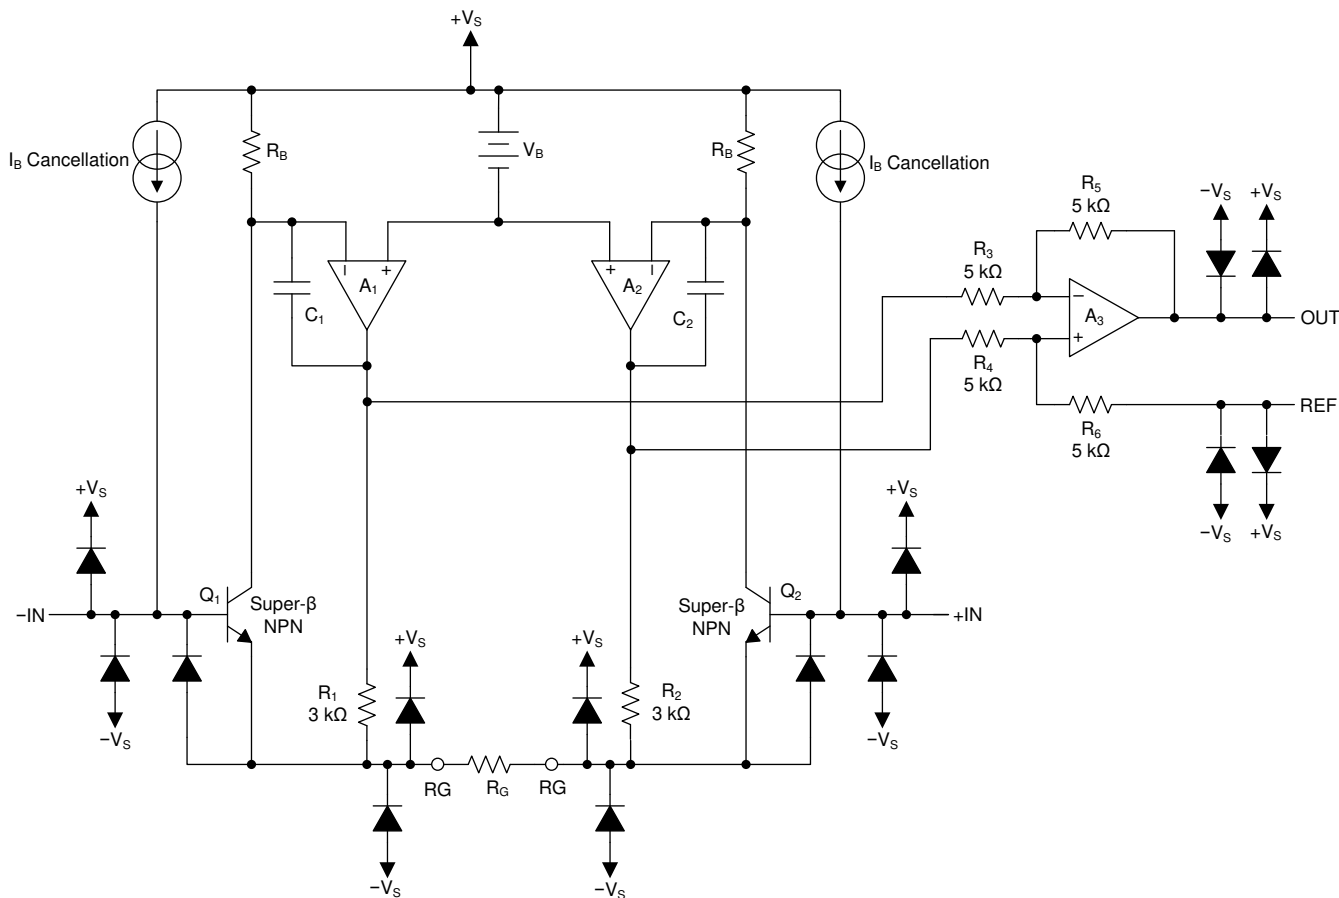 +VS
IB Cancellation
RB
VB
RB
IB Cancellation
A1
+
+
A2
C1
C2
R5
5 kΩ
−VS
+VS
R3
5 kΩ
−
A3
+
OUT
R4
5 kΩ
R6
5 kΩ
REF
−VS
+VS
+VS
+VS
−IN
Q1
Super-β
NPN
Super-β
NPN
Q2
+IN
+VS
+VS
R1
3 kΩ
R2
3 kΩ
−VS
−VS
RG
RG
RG
−VS
−VS